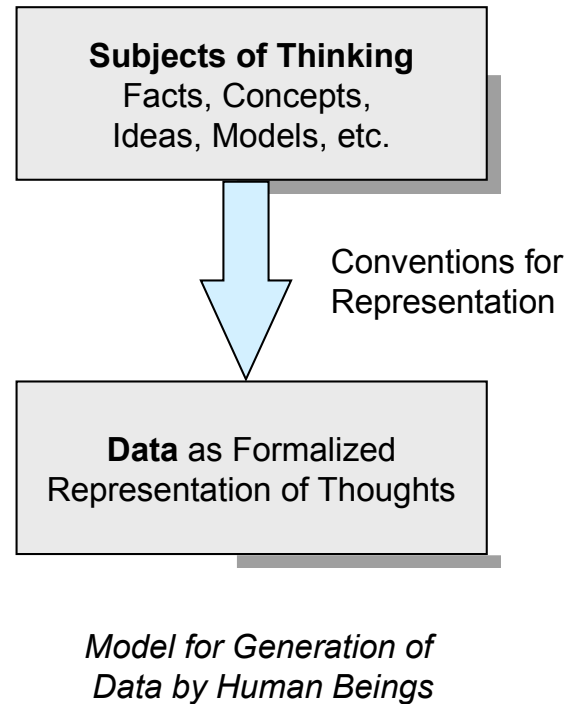 Subjects of Thinking
Facts, Concepts,
Ideas, Models, etc.
Conventions for
Representation
Data as Formalized
Representation of Thoughts
Model for Generation of
Data by Human Beings